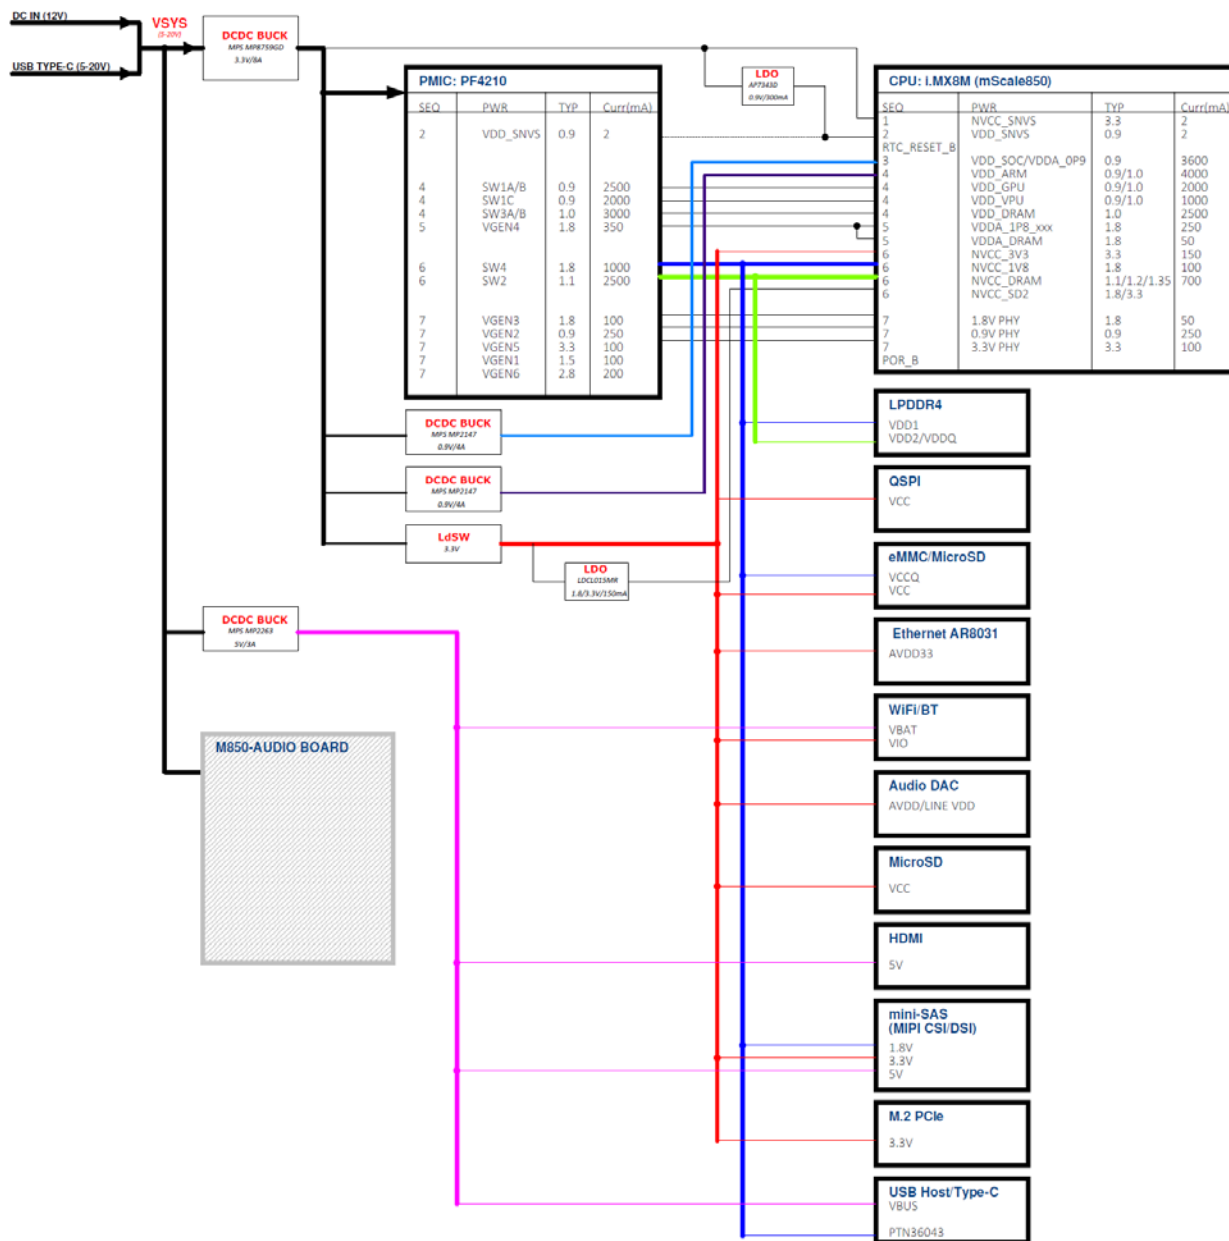 DC IN (12V)
USB TYPE-C (5-20V)
VSYS
(5-20V)
DCDC BUCK
MPS MP8759GD
3.3V/8A
PMIC: PF4210
SEQ PWR TYP Curr(mA)
2 VDD_SNVS 0.9 2
4 SW1A/B 0.9 2500
4 SW1C 0.9 2000
4 SW3A/B 1.0 3000
5 VGEN4 1.8 350
6 SW4 1.8 1000
6 SW2 1.1 2500
7 VGEN3 1.8 100
7 VGEN2 0.9 250
7 VGEN5 3.3 100
7 VGEN1 1.5 100
7 VGEN6 2.8 200
LDO
AP7343D
0.9V/300mA
CPU: i.MX8M (mScale850)
SEQ PWR TYP Curr(mA)
1 NVCC_SNVS 3.3 2
2 VDD_SNVS 0.9 2
RTC_RESET_B
3 VDD_SOC/VDDA_0P9 0.9 3600
4 VDD_ARM 0.9/1.0 4000
4 VDD_GPU 0.9/1.0 2000
4 VDD_VPU 0.9/1.0 1000
4 VDD_DRAM 1.0 2500
5 VDDA_1P8_xxx 1.8 250
5 VDDA_DRAM 1.8 50
6 NVCC_3V3 3.3 150
6 NVCC_1V8 1.8 100
6 NVCC_DRAM 1.1/1.2/1.35 700
6 NVCC_SD2 1.8/3.3
7 1.8V PHY 1.8 50
7 0.9V PHY 0.9 250
7 3.3V PHY 3.3 100
POR_B
DCDC BUCK
MPS MP2147
0.9V/4A
DCDC BUCK
MPS MP2147
0.9V/4A
LdSW
3.3V
LDO
LDCL015MR
1.8/3.3V/150mA
DCDC BUCK
MPS MP2263
5V/3A
M850-AUDIO BOARD
LPDDR4
VDD1
VDD2/VDDQ
QSPI
VCC
eMMC/MicroSD
VCCQ
VCC
Ethernet AR8031
AVDD33
WiFi/BT
VBAT
VIO
Audio DAC
AVDD/LINE VDD
MicroSD
VCC
HDMI
5V
mini-SAS
(MIPI CSI/DSI)
1.8V
3.3V
5V
M.2 PCIe
3.3V
USB Host/Type-C
VBUS
PTN36043